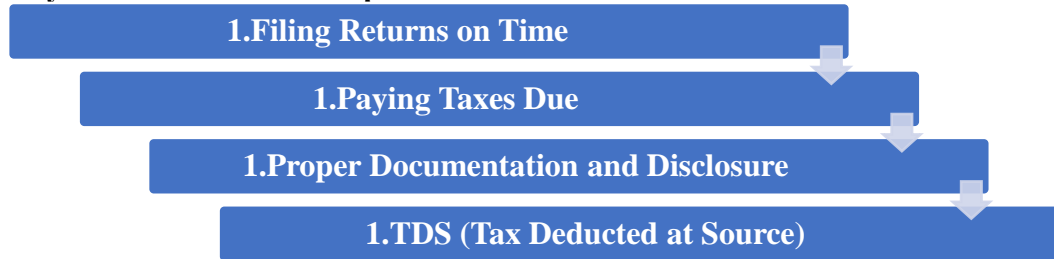 1.Filing Returns on Time
1.Paying Taxes Due
1.Proper Documentation and Disclosure
1.TDS (Tax Deducted at Source)